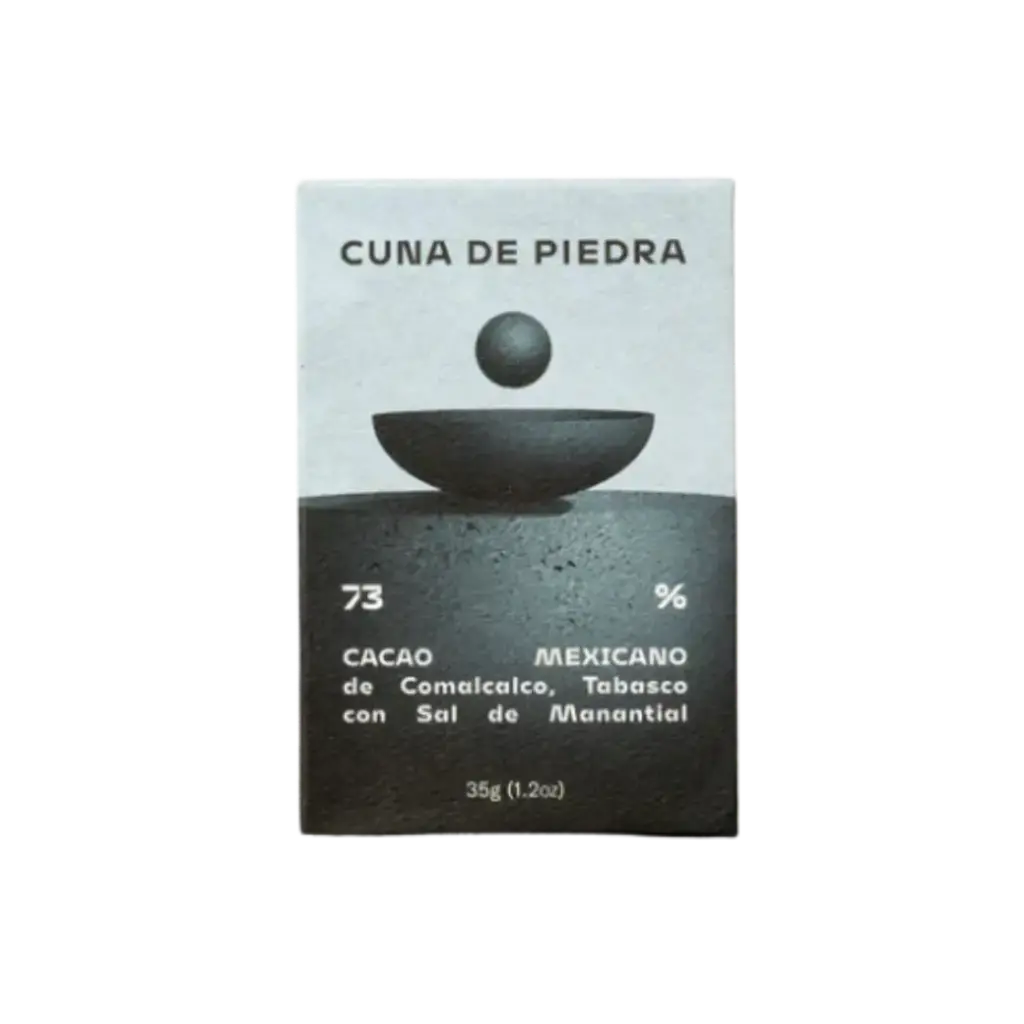 CUNA DE PIEDRA
73 %
CACAO MEXICANO
de Comalcalco, Tabasco
con Sal de Manantial
35g (1.2oz)